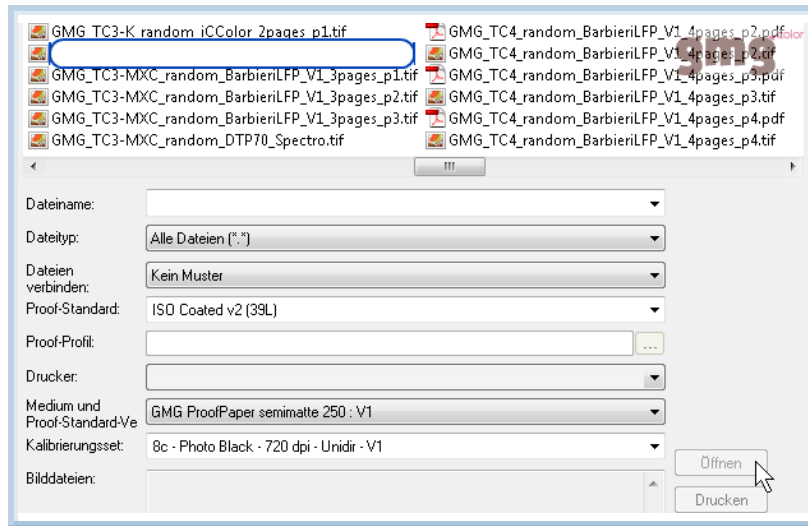 GMG_TC3-K_random_iCColor_2pages_p1.tif
GMG_TC3-MXC_random_BarbieriLFP_V1_3pages_p1.tif
GMG_TC3-MXC_random_BarbieriLFP_V1_3pages_p2.tif
GMG_TC3-MXC_random_BarbieriLFP_V1_3pages_p3.tif
GMG_TC3-MXC_random_DTP70_Spectro.tif
GMG_TC4_random_BarbieriLFP_V1_4pages_p2.pdf
GMG_TC4_random_BarbieriLFP_V1_4pages_p2.tif
GMG_TC4_random_BarbieriLFP_V1_4pages_p3.pdf
GMG_TC4_random_BarbieriLFP_V1_4pages_p3.tif
GMG_TC4_random_BarbieriLFP_V1_4pages_p4.pdf
GMG_TC4_random_BarbieriLFP_V1_4pages_p4.tif
gmg color
Dateiname:
Dateityp: Alle Dateien (*.*)
Dateien
verbinden: Kein Muster
Proof-Standard: ISO Coated v2 (39L)
Proof-Profil: ...
Drucker:
Medium und
Proof-Standard-Ve GMG ProofPaper semimatte 250 : V1
Kalibrierungsset: 8c - Photo Black - 720 dpi - Unidir - V1
Bilddateien:
Öffnen
Drucken